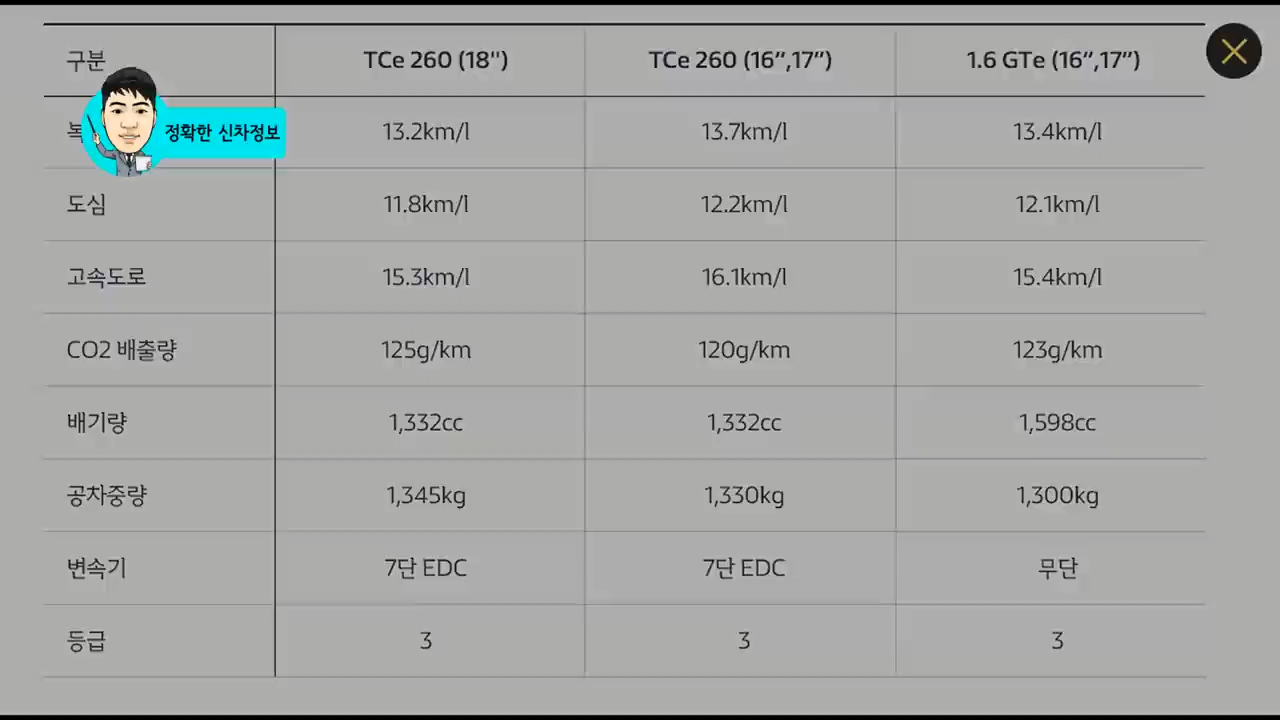 구분 TCe 260 (18") TCe 260 (16”,17”) 1.6 GTe (16”,17”)
정확한 신차정보 13.2km/l 13.7km/l 13.4km/l
도심 11.8km/l 12.2km/l 12.1km/l
고속도로 15.3km/l 16.1km/l 15.4km/l
CO2 배출량 125g/km 120g/km 123g/km
배기량 1,332cc 1,332cc 1,598cc
공차중량 1,345kg 1,330kg 1,300kg
변속기 7단 EDC 7단 EDC 무단
등급 3 3 3